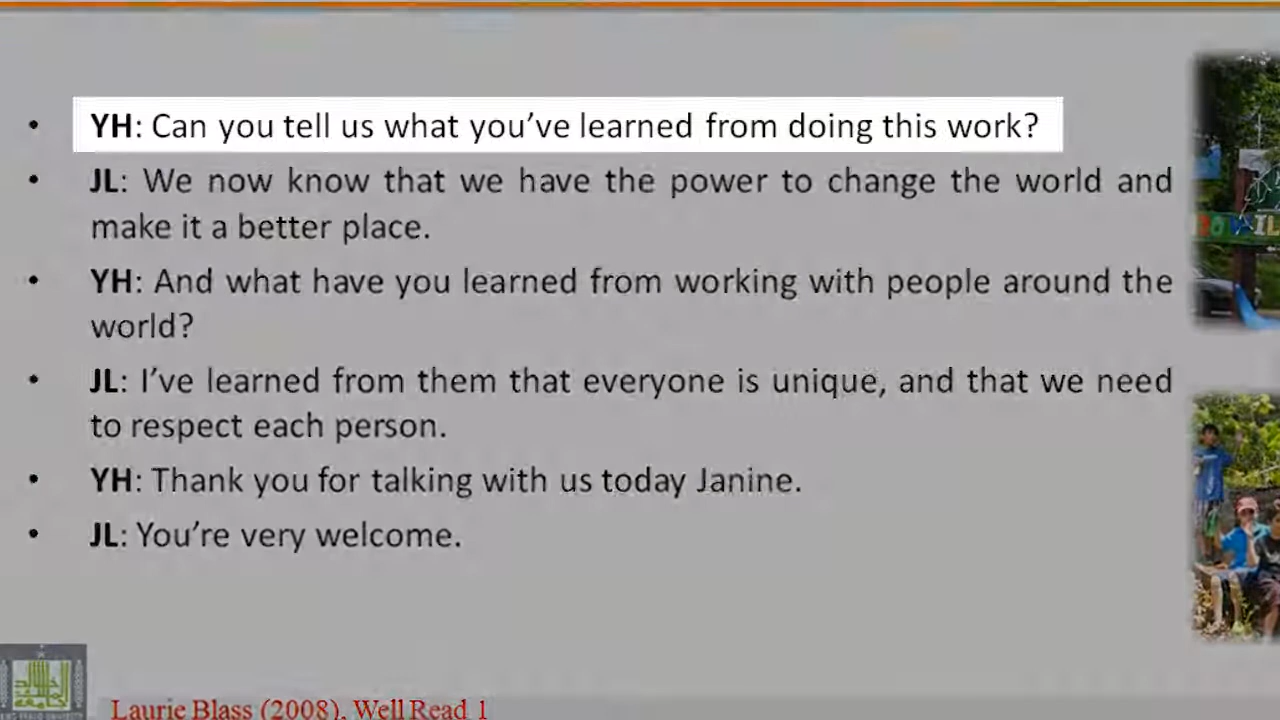 • YH: Can you tell us what you've learned from doing this work?
• JL: We now know that we have the power to change the world and
make it a better place.
• YH: And what have you learned from working with people around the
world?
• JL: I've learned from them that everyone is unique, and that we need
to respect each person.
• YH: Thank you for talking with us today Janine.
• JL: You're very welcome.
Laurie Blass (2008), Well Read 1